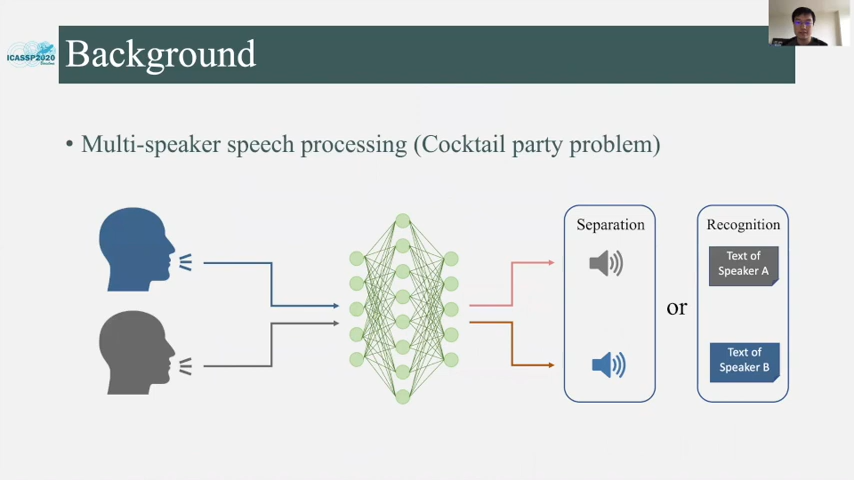 ICASSP2020
Background
• Multi-speaker speech processing (Cocktail party problem)
Separation
or
Recognition
Text of
Speaker A
Text of
Speaker B